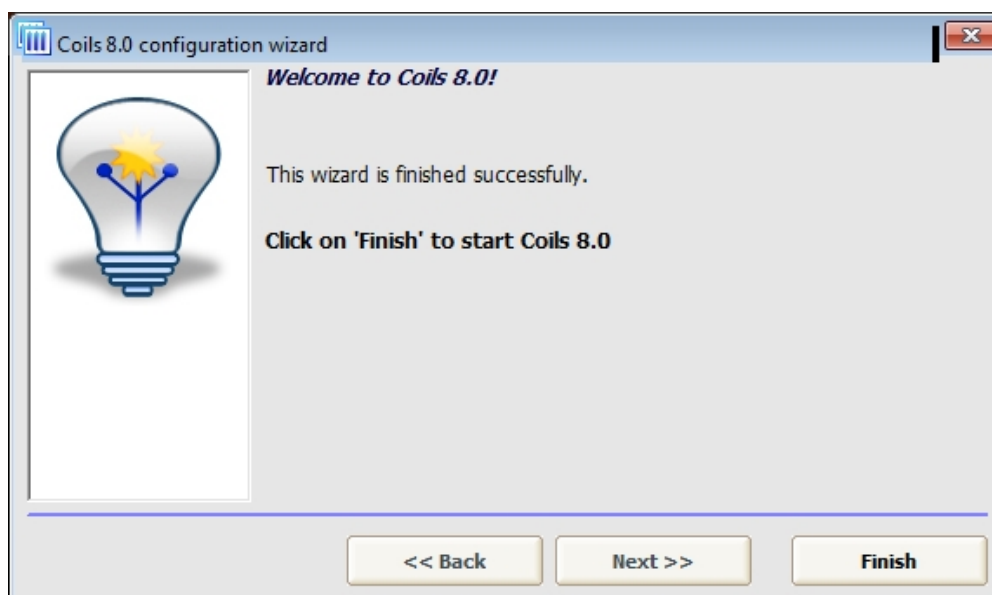 Coils 8.0 configuration wizard
Welcome to Coils 8.0!
This wizard is finished successfully.
Click on 'Finish' to start Coils 8.0
<< Back Next >> Finish